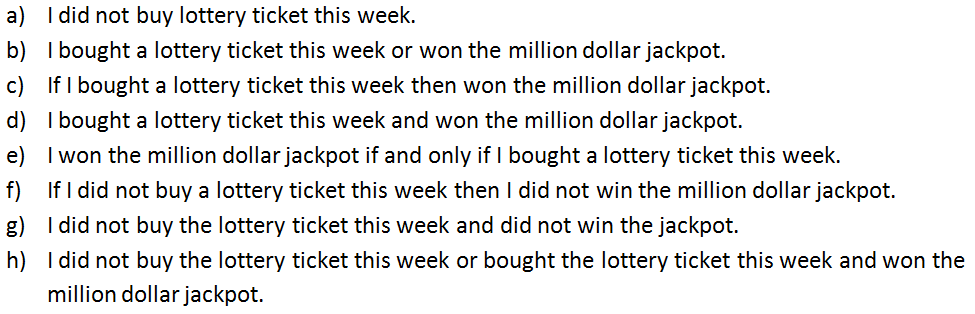 a) I did not buy lottery ticket this week.
b) I bought a lottery ticket this week or won the million dollar jackpot.
c) If I bought a lottery ticket this week then won the million dollar jackpot.
d) I bought a lottery ticket this week and won the million dollar jackpot.
e) I won the million dollar jackpot if and only if I bought a lottery ticket this week.
f) If I did not buy a lottery ticket this week then I did not win the million dollar jackpot.
g) I did not buy the lottery ticket this week and did not win the jackpot.
h) I did not buy the lottery ticket this week or bought the lottery ticket this week and won the
million dollar jackpot.